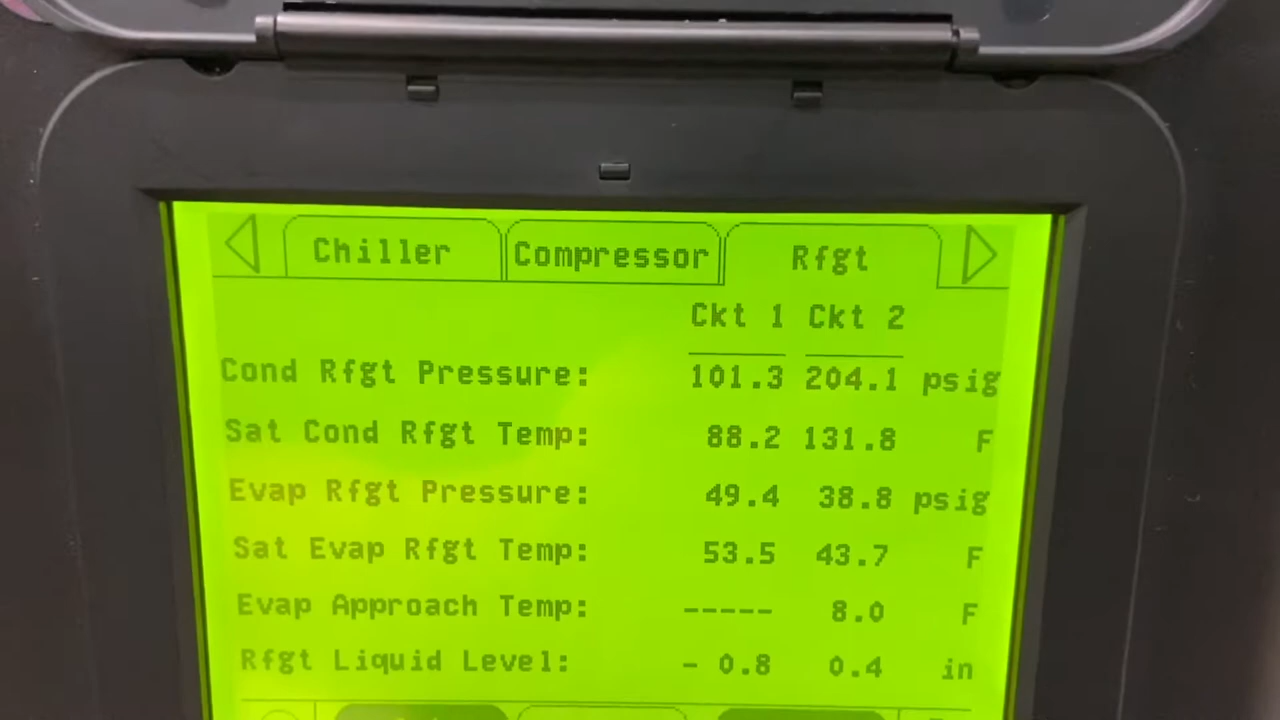 Chiller Compressor Rfgt
Ckt 1 Ckt 2
Cond Rfgt Pressure: 101.3 204.1 psig
Sat Cond Rfgt Temp: 88.2 131.8 F
Evap Rfgt Pressure: 49.4 38.8 psig
Sat Evap Rfgt Temp: 53.5 43.7 F
Evap Approach Temp: ----- 8.0 F
Rfgt Liquid Level: - 0.8 0.4 in